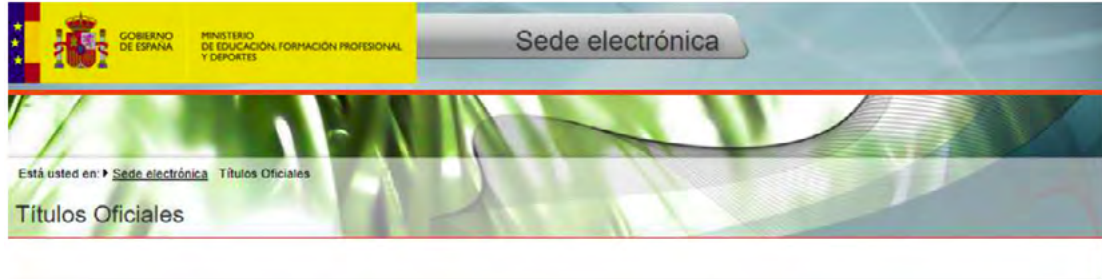 GOBIERNO
DE ESPAÑA
MINISTERIO
DE EDUCACIÓN, FORMACIÓN PROFESIONAL
Y DEPORTES
Sede electrónica
Está usted en: Sede electrónica Títulos Oficiales
Títulos Oficiales